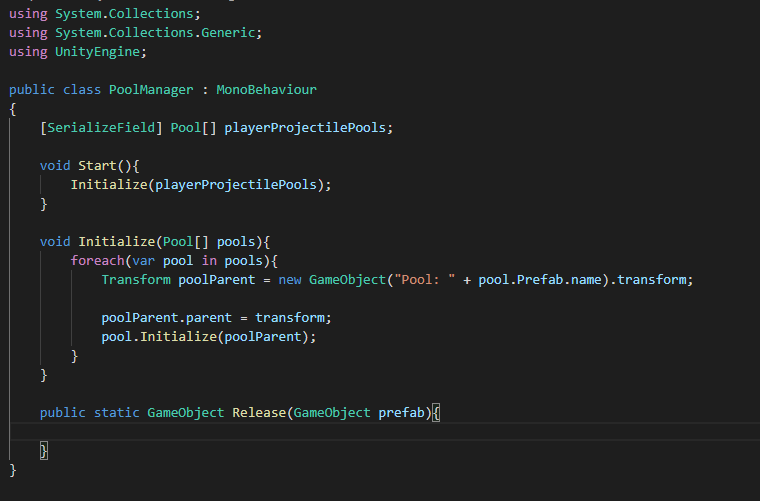 using System.Collections;
using System.Collections.Generic;
using UnityEngine;
public class PoolManager : MonoBehaviour
{
[SerializeField] Pool[] playerProjectilePools;
void Start(){
Initialize(playerProjectilePools);
}
void Initialize(Pool[] pools){
foreach(var pool in pools){
Transform poolParent = new GameObject("Pool: " + pool.Prefab.name).transform;
poolParent.parent = transform;
pool.Initialize(poolParent);
}
}
public static GameObject Release(GameObject prefab){
}
}